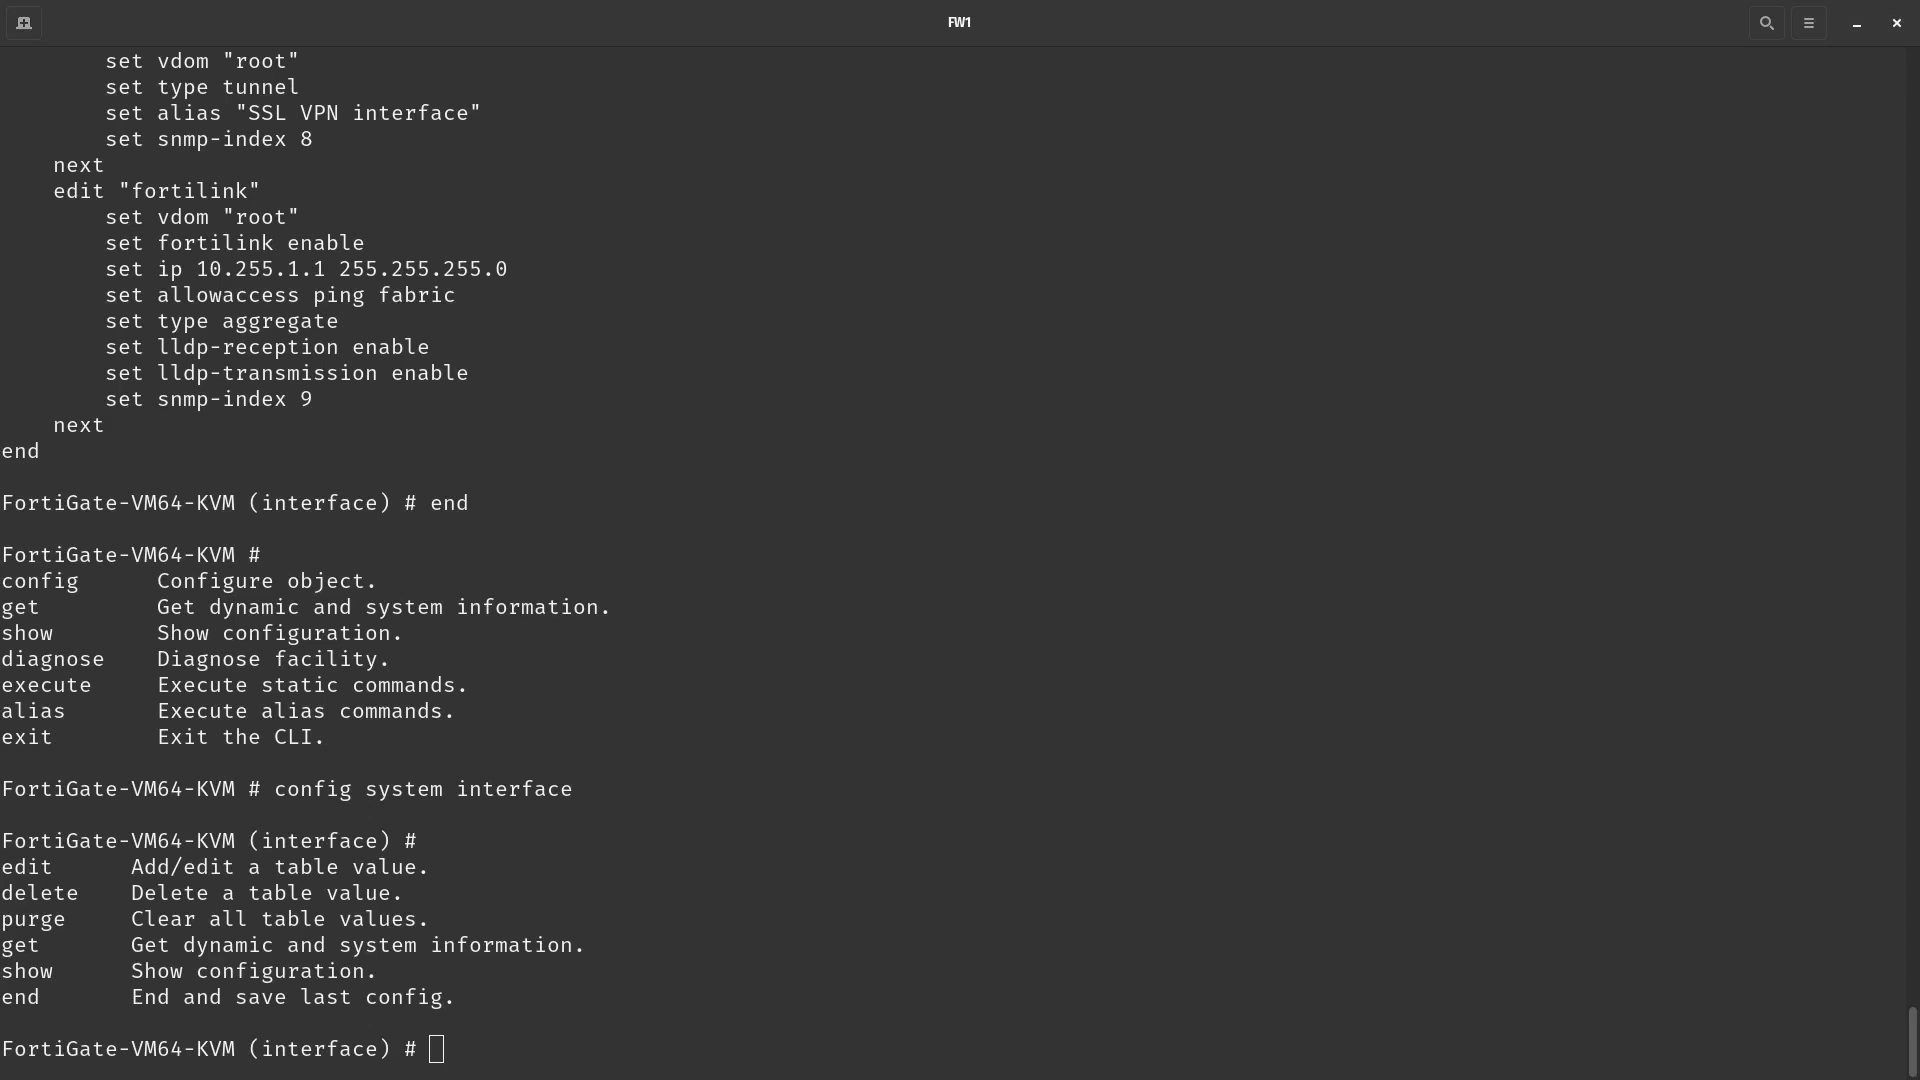 FW1
set vdom "root"
set type tunnel
set alias "SSL VPN interface"
set snmp-index 8
next
edit "fortilink"
set vdom "root"
set fortilink enable
set ip 10.255.1.1 255.255.255.0
set allowaccess ping fabric
set type aggregate
set lldp-reception enable
set lldp-transmission enable
set snmp-index 9
next
end
FortiGate-VM64-KVM (interface) # end
FortiGate-VM64-KVM #
config      Configure object.
get         Get dynamic and system information.
show        Show configuration.
diagnose    Diagnose facility.
execute     Execute static commands.
alias       Execute alias commands.
exit        Exit the CLI.
FortiGate-VM64-KVM # config system interface
FortiGate-VM64-KVM (interface) #
edit      Add/edit a table value.
delete    Delete a table value.
purge     Clear all table values.
get       Get dynamic and system information.
show      Show configuration.
end       End and save last config.
FortiGate-VM64-KVM (interface) #